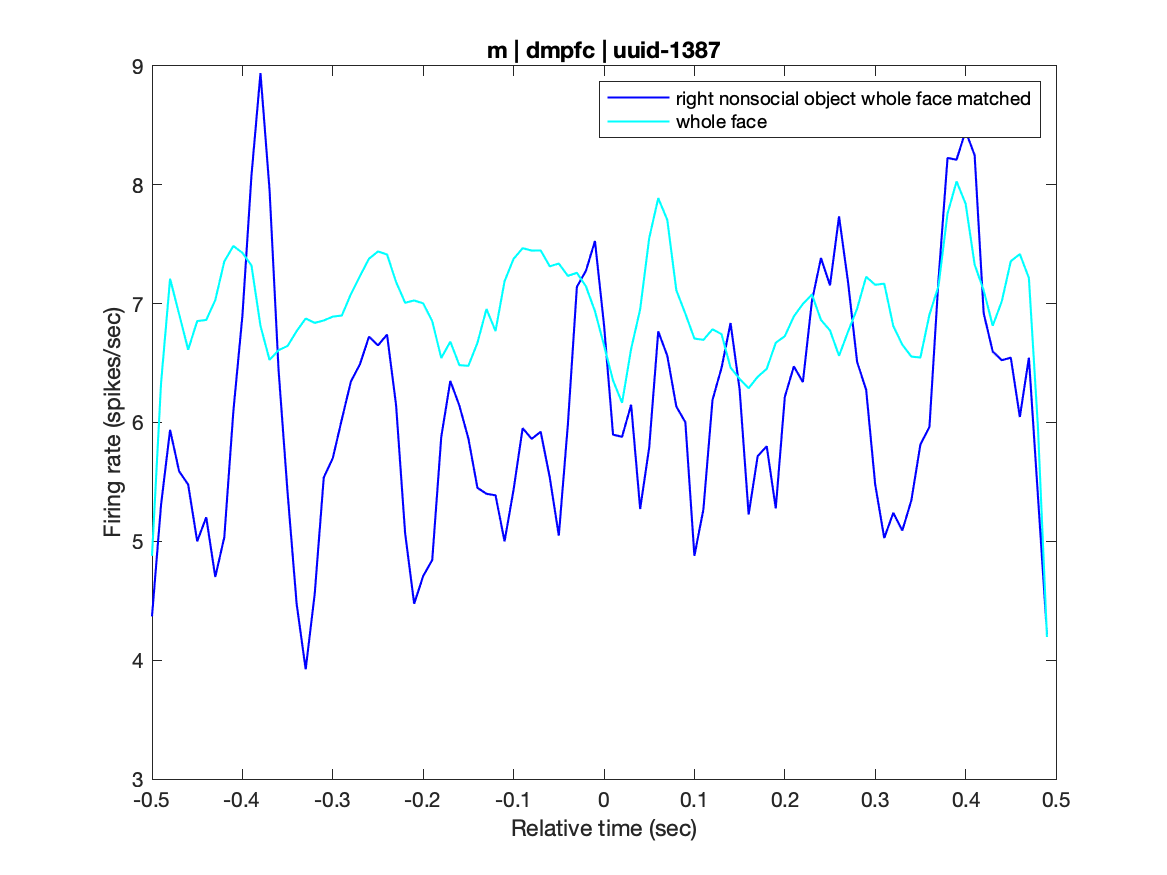 m | dmpfc | uuid-1387
right nonsocial object whole face matched
whole face
Firing rate (spikes/sec)
9
8
7
6
5
4
3
-0.5 -0.4 -0.3 -0.2 -0.1 0 0.1 0.2 0.3 0.4 0.5
Relative time (sec)